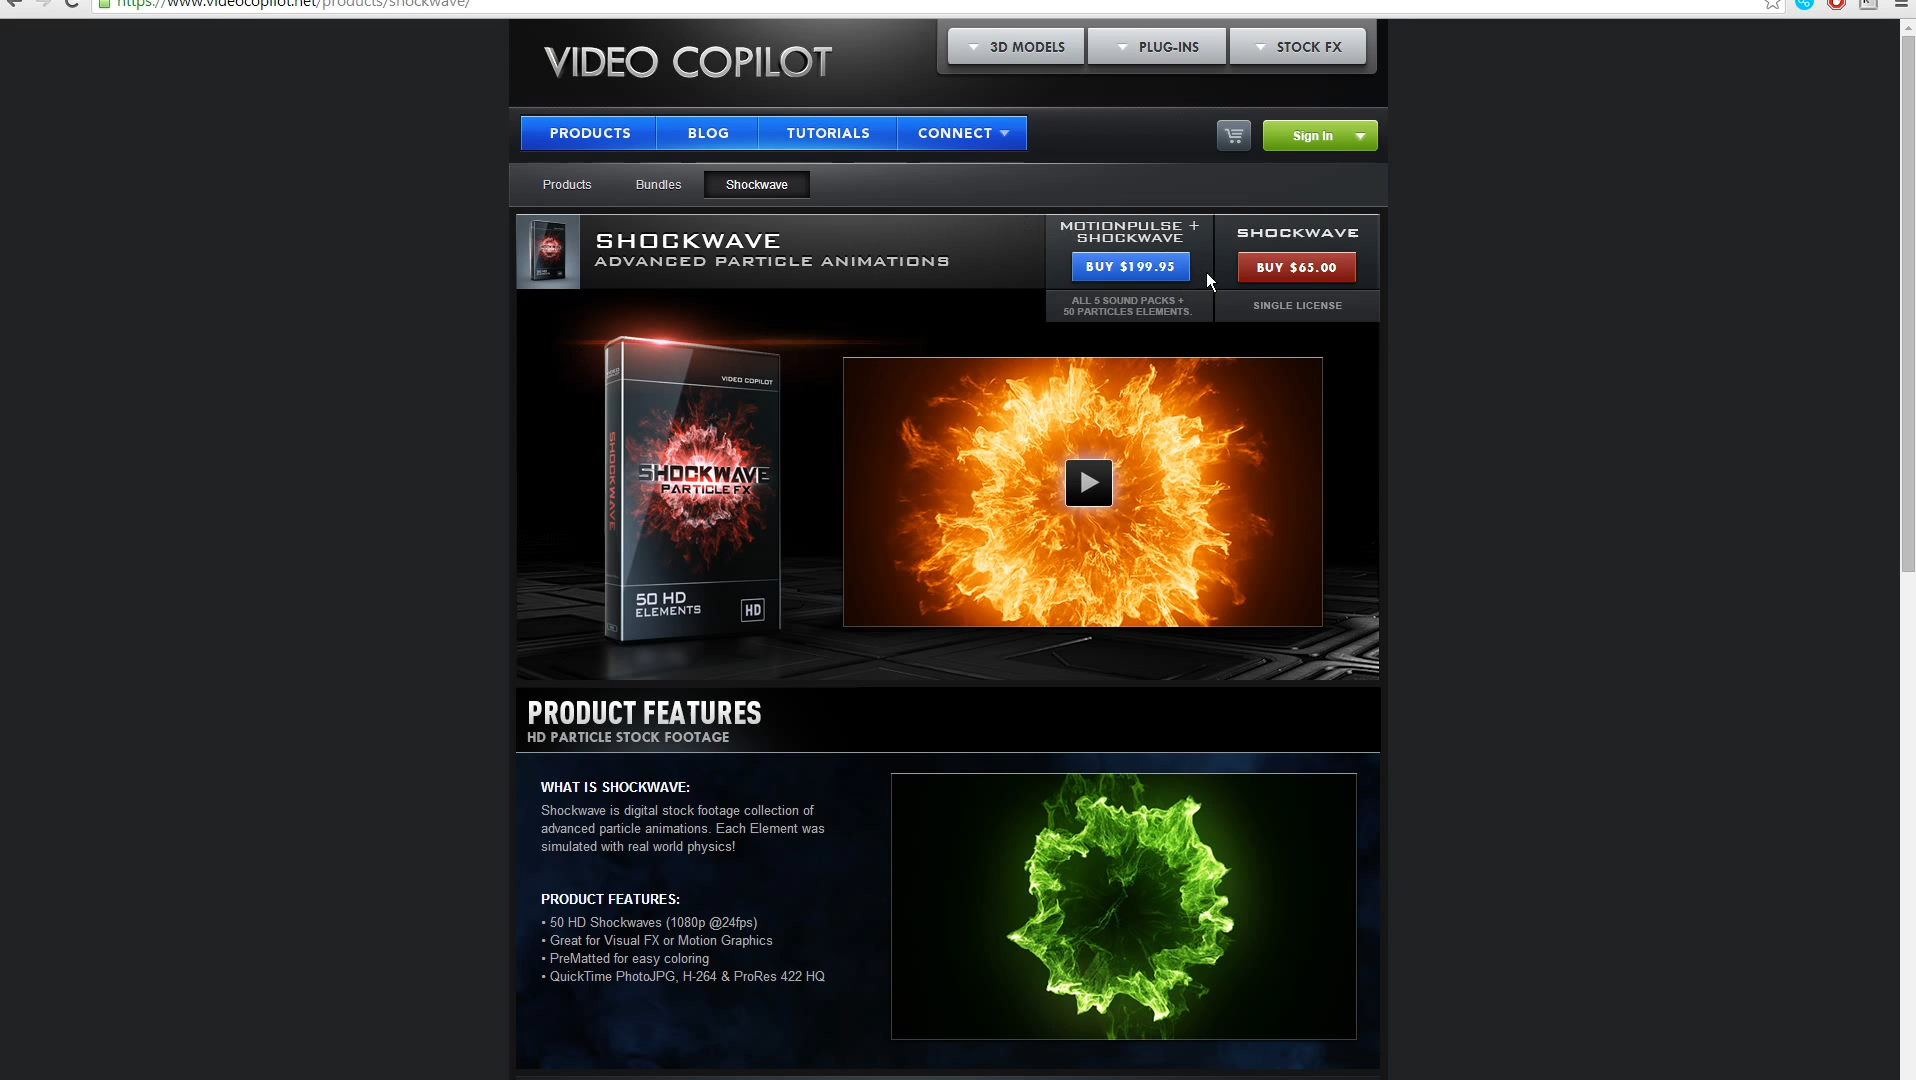 https://www.videocopilot.net/products/shockwave/
VIDEO COPILOT
3D MODELS
PLUG-INS
STOCK FX
PRODUCTS
BLOG
TUTORIALS
CONNECT
Sign In
Products
Bundles
Shockwave
SHOCKWAVE
ADVANCED PARTICLE ANIMATIONS
MOTIONPULSE +
SHOCKWAVE
BUY $199.95
ALL 5 SOUND PACKS +
50 PARTICLES ELEMENTS.
SHOCKWAVE
BUY $65.00
SINGLE LICENSE
VIDEO COPILOT
SHOCKWAVE
SHOCKWAVE
PARTICLE FX
50 HD
ELEMENTS
HD
PRODUCT FEATURES
HD PARTICLE STOCK FOOTAGE
WHAT IS SHOCKWAVE:
Shockwave is digital stock footage collection of
advanced particle animations. Each Element was
simulated with real world physics!
PRODUCT FEATURES:
• 50 HD Shockwaves (1080p @24fps)
• Great for Visual FX or Motion Graphics
• PreMatted for easy coloring
• QuickTime PhotoJPG, H-264 & ProRes 422 HQ